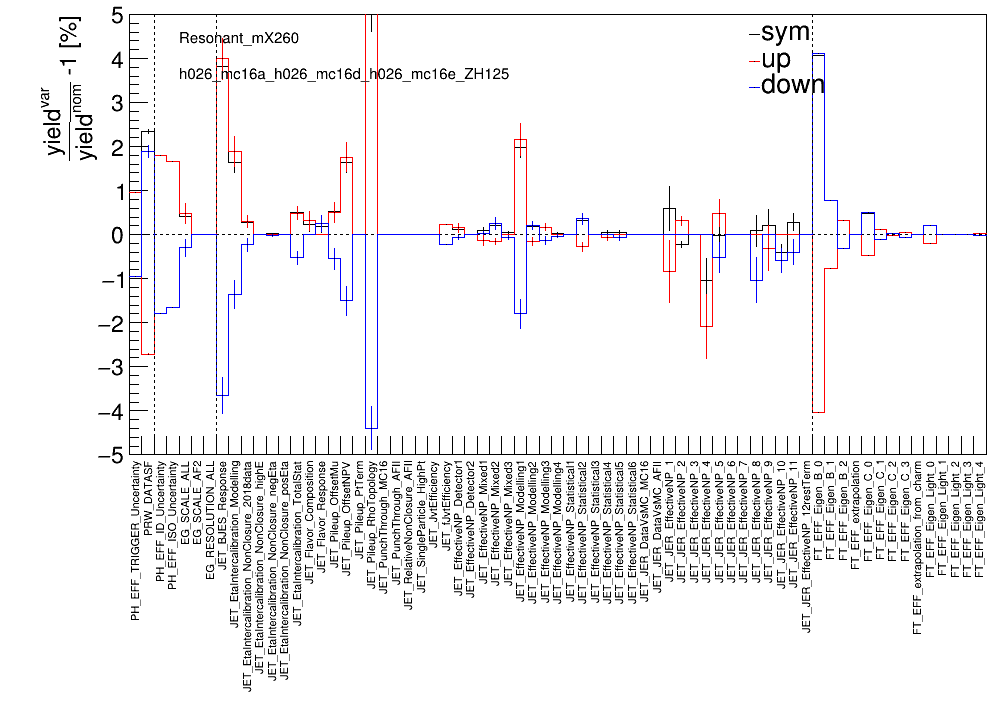 Resonant_mX260
h026_mc16a_h026_mc16d_h026_mc16e_ZH125
sym
up
down
yield^var / yield^nom -1 [%]
5
4
3
2
1
0
−1
−2
−3
−4
−5
PH_EFF_TRIGGER_Uncertainty
PRW_DATASF
PH_EFF_ID_Uncertainty
PH_EFF_ISO_Uncertainty
EG_SCALE_ALL
EG_SCALE_AF2
EG_RESOLUTION_ALL
JET_BJES_Response
JET_EtaIntercalibration_Modelling
JET_EtaIntercalibration_NonClosure_2018data
JET_EtaIntercalibration_NonClosure_highE
JET_EtaIntercalibration_NonClosure_negEta
JET_EtaIntercalibration_NonClosure_posEta
JET_EtaIntercalibration_TotalStat
JET_Flavor_Composition
JET_Flavor_Response
JET_Pileup_OffsetMu
JET_Pileup_OffsetNPV
JET_Pileup_PtTerm
JET_Pileup_RhoTopology
JET_PunchThrough_MC16
JET_PunchThrough_AFII
JET_RelativeNonClosure_AFII
JET_SingleParticle_HighPt
JET_JvtEfficiency
JET_fJvtEfficiency
JET_EffectiveNP_Detector1
JET_EffectiveNP_Detector2
JET_EffectiveNP_Mixed1
JET_EffectiveNP_Mixed2
JET_EffectiveNP_Mixed3
JET_EffectiveNP_Modelling1
JET_EffectiveNP_Modelling2
JET_EffectiveNP_Modelling3
JET_EffectiveNP_Modelling4
JET_EffectiveNP_Statistical1
JET_EffectiveNP_Statistical2
JET_EffectiveNP_Statistical3
JET_EffectiveNP_Statistical4
JET_EffectiveNP_Statistical5
JET_EffectiveNP_Statistical6
JET_JER_DataVsMC_MC16
JET_JER_DataVsMC_AFII
JET_JER_EffectiveNP_1
JET_JER_EffectiveNP_2
JET_JER_EffectiveNP_3
JET_JER_EffectiveNP_4
JET_JER_EffectiveNP_5
JET_JER_EffectiveNP_6
JET_JER_EffectiveNP_7
JET_JER_EffectiveNP_8
JET_JER_EffectiveNP_9
JET_JER_EffectiveNP_10
JET_JER_EffectiveNP_11
JET_JER_EffectiveNP_12restTerm
FT_EFF_Eigen_B_0
FT_EFF_Eigen_B_1
FT_EFF_Eigen_B_2
FT_EFF_extrapolation
FT_EFF_Eigen_C_0
FT_EFF_Eigen_C_1
FT_EFF_Eigen_C_2
FT_EFF_Eigen_C_3
FT_EFF_extrapolation_from_charm
FT_EFF_Eigen_Light_0
FT_EFF_Eigen_Light_1
FT_EFF_Eigen_Light_2
FT_EFF_Eigen_Light_3
FT_EFF_Eigen_Light_4